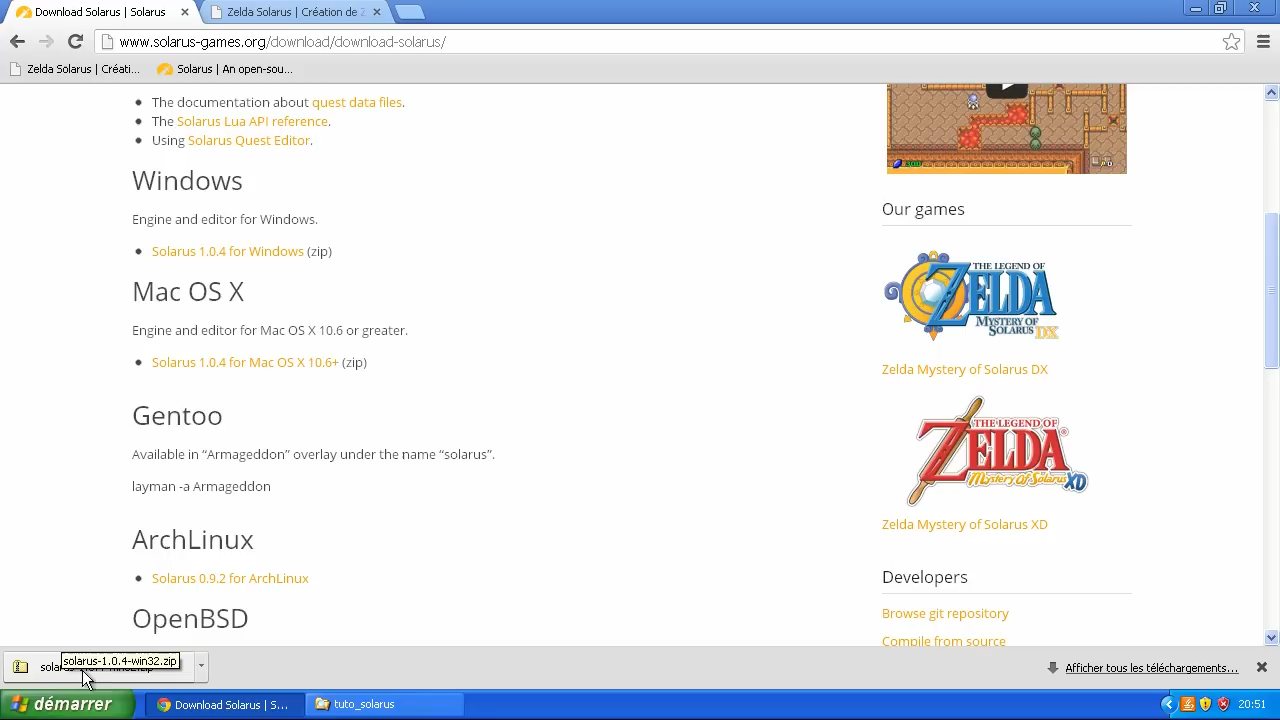 Download Solarus | Solarus
Zelda Solarus | Création de Z
www.solarus-games.org/download/download-solarus/
Zelda Solarus | Créati...
Solarus | An open-sou...
The documentation about quest data files.
The Solarus Lua API reference.
Using Solarus Quest Editor.
Windows
Engine and editor for Windows.
Solarus 1.0.4 for Windows (zip)
Mac OS X
Engine and editor for Mac OS X 10.6 or greater.
Solarus 1.0.4 for Mac OS X 10.6+ (zip)
Gentoo
Available in “Armageddon” overlay under the name “solarus”.
layman -a Armageddon
ArchLinux
Solarus 0.9.2 for ArchLinux
OpenBSD
Our games
THE LEGEND OF
ZELDA
MYSTERY OF
SOLARUS DX
Zelda Mystery of Solarus DX
THE LEGEND OF
ZELDA
Mystery Of Solarus XD
Zelda Mystery of Solarus XD
Developers
Browse git repository
Compile from source
solarus-1.0.4-win32.zip
Afficher tous les téléchargements...
démarrer
Download Solarus | S...
tuto_solarus
20:51